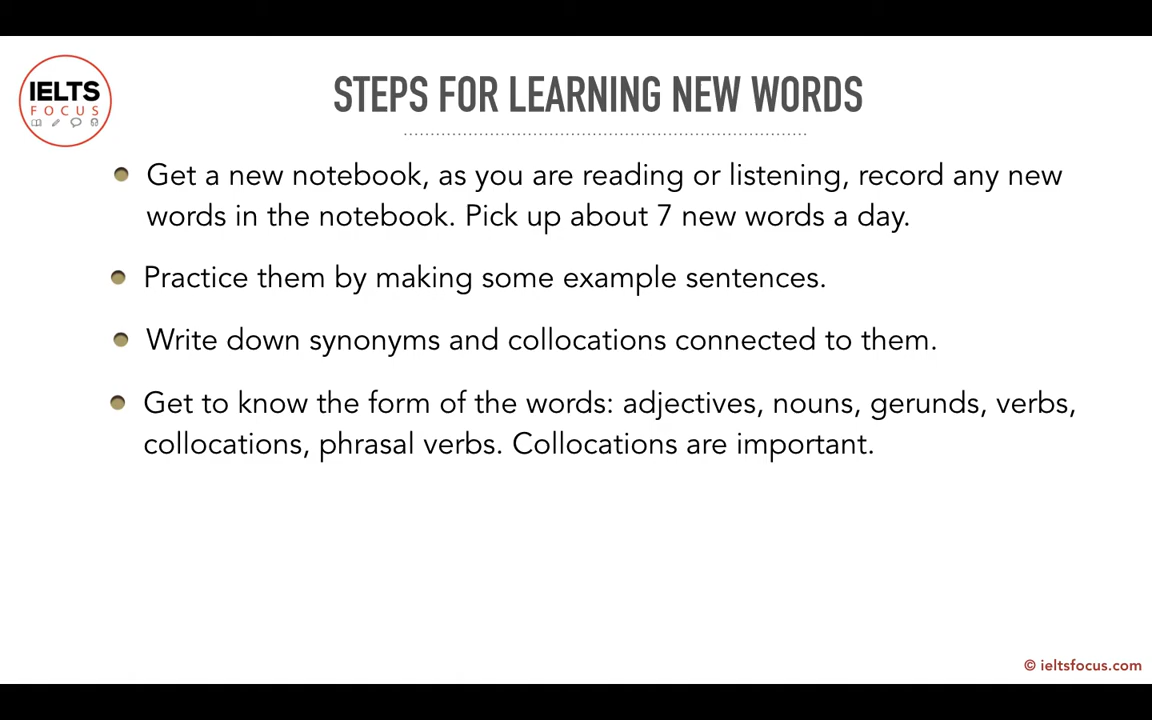 IELTS
FOCUS
STEPS FOR LEARNING NEW WORDS
Get a new notebook, as you are reading or listening, record any new
words in the notebook. Pick up about 7 new words a day.
Practice them by making some example sentences.
Write down synonyms and collocations connected to them.
Get to know the form of the words: adjectives, nouns, gerunds, verbs,
collocations, phrasal verbs. Collocations are important.
© ieltsfocus.com